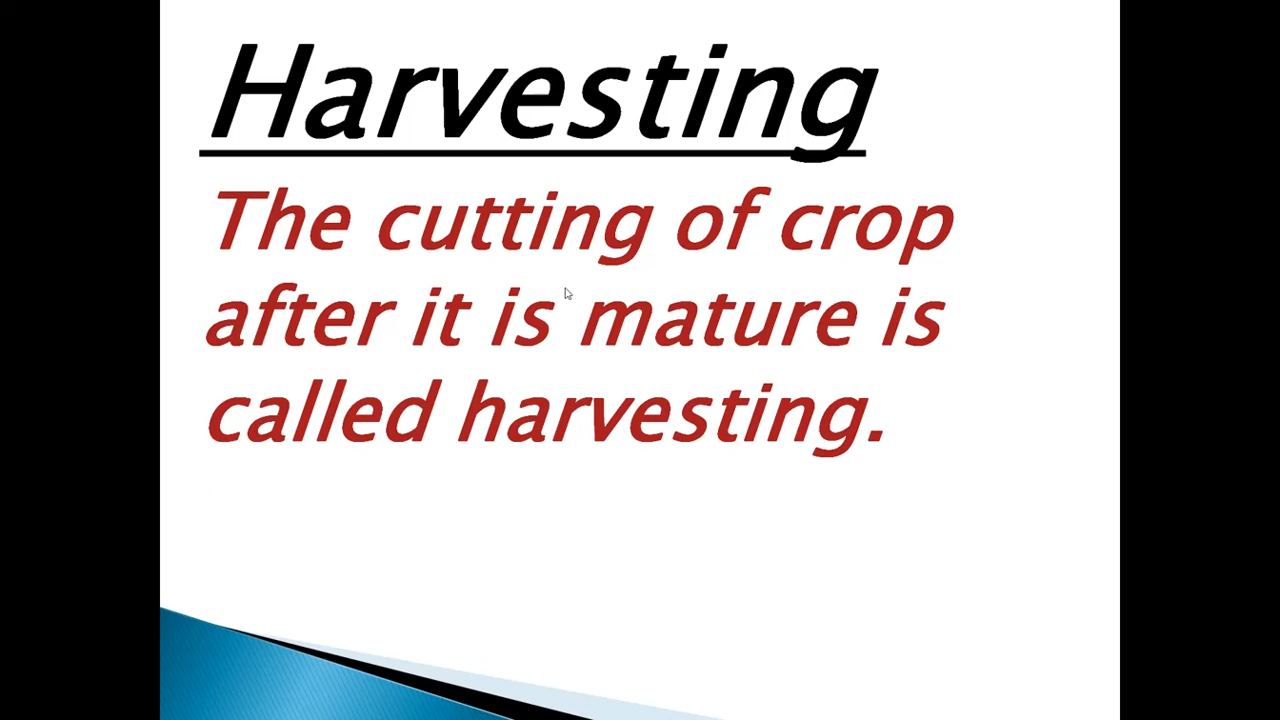 Harvesting
The cutting of crop
after it is mature is
called harvesting.